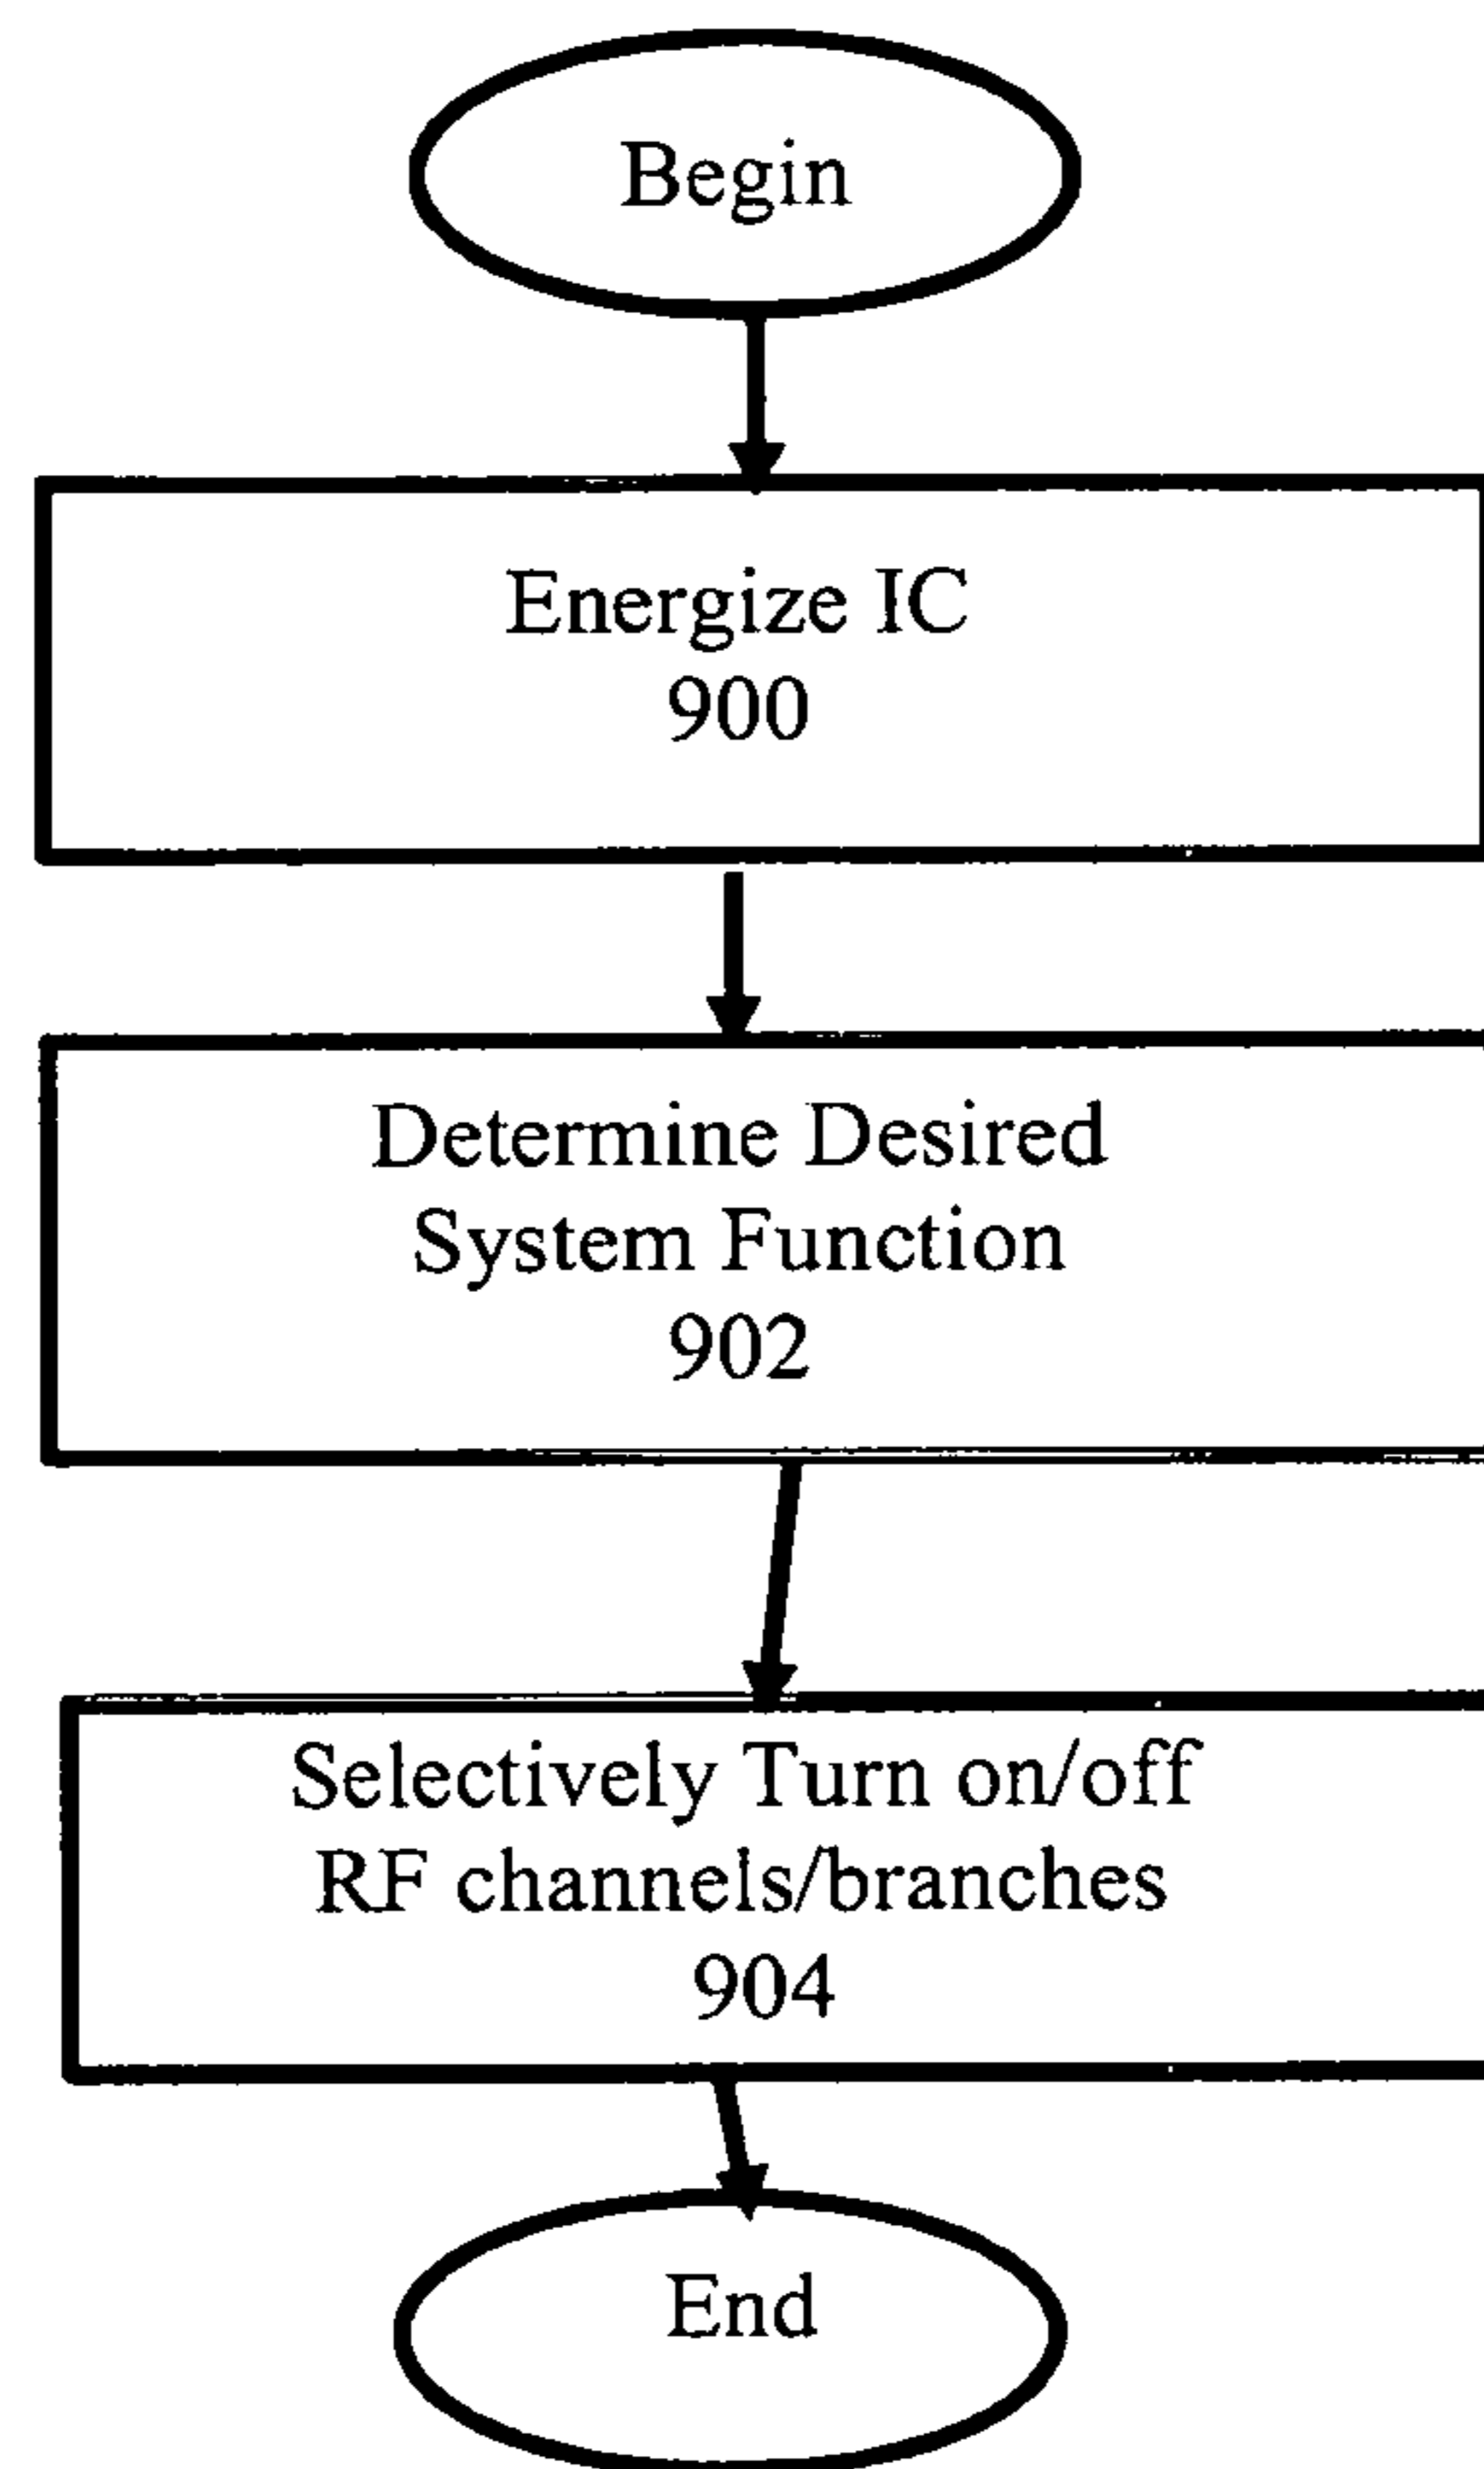 Begin
Energize IC
900
Determine Desired
System Function
902
Selectively Turn on/off
RF channels/branches
904
End